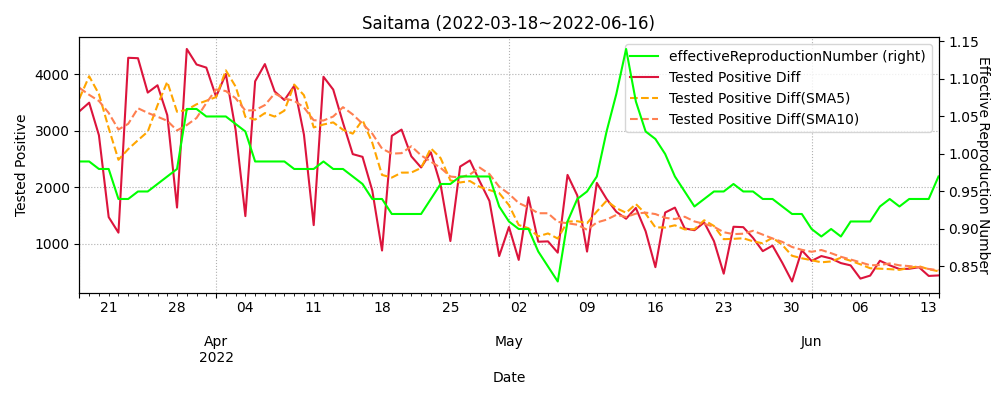 Saitama (2022-03-18~2022-06-16)
effectiveReproductionNumber (right)
Tested Positive Diff
Tested Positive Diff(SMA5)
Tested Positive Diff(SMA10)
Tested Positive
4000
3000
2000
1000
1.15
1.10
1.05
1.00
0.95
0.90
0.85
Effective Reproduction Number
21 28 04 11 18 25 02 09 16 23 30 06 13
Apr May Jun
2022
Date